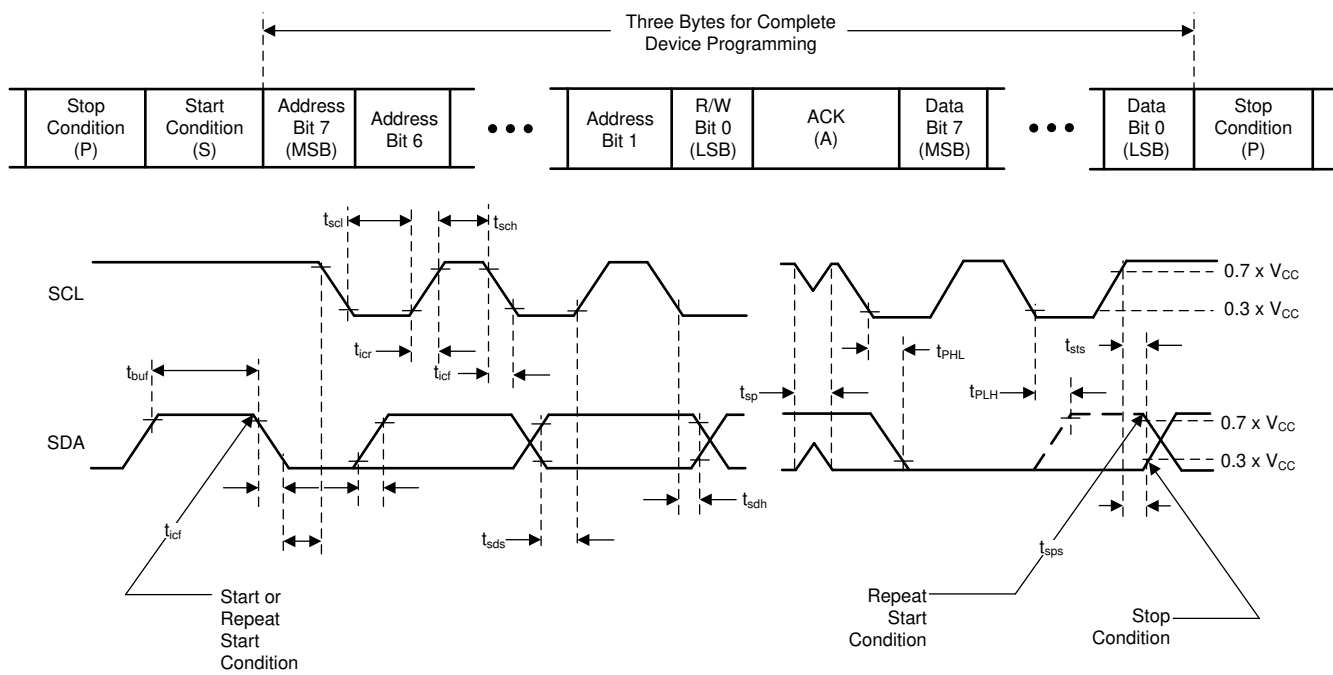 Three Bytes for Complete
Device Programming
Stop
Condition
(P)
Start
Condition
(S)
Address
Bit 7
(MSB)
Address
Bit 6
•••
Address
Bit 1
R/W
Bit 0
(LSB)
ACK
(A)
Data
Bit 7
(MSB)
•••
Data
Bit 0
(LSB)
Stop
Condition
(P)
tscl
tsch
SCL
0.7 x VCC
0.3 x VCC
ticr
ticf
tPHL
tsts
tbuf
tsp
tPLH
SDA
0.7 x VCC
0.3 x VCC
ticf
tsds
tsdh
tsps
Start or
Repeat
Start
Condition
Repeat
Start
Condition
Stop
Condition